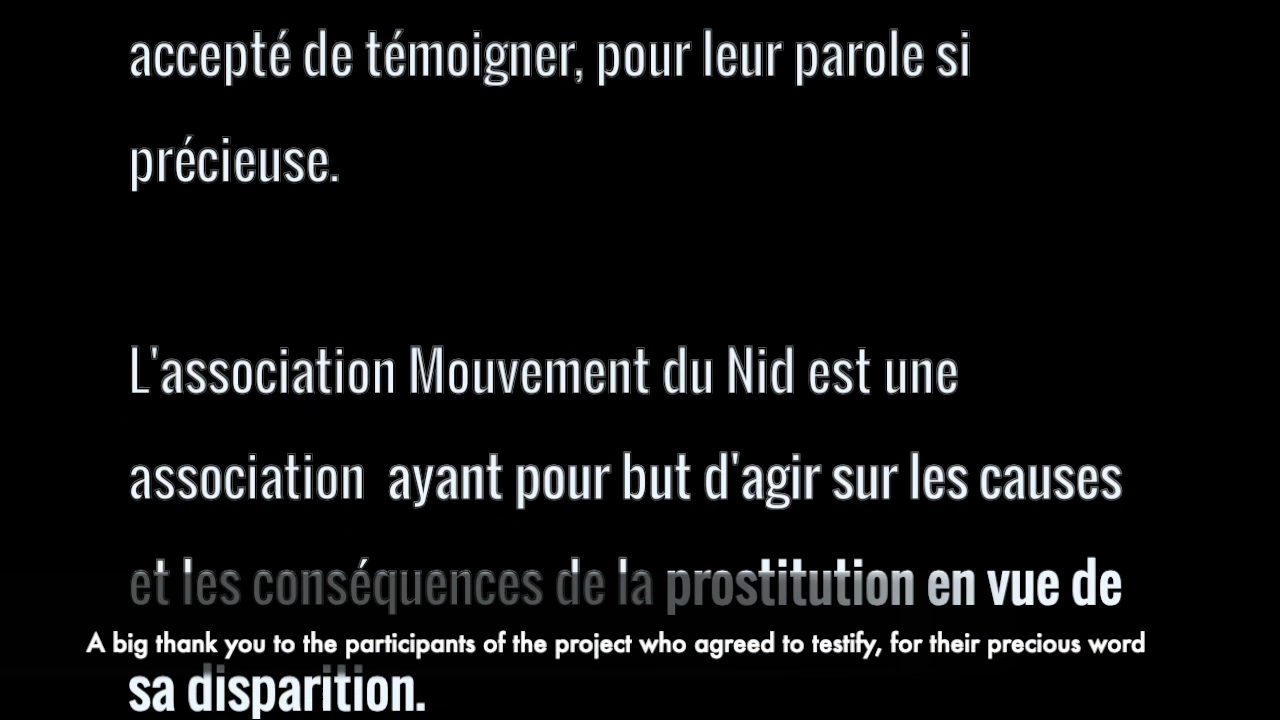 accepté de témoigner, pour leur parole si
précieuse.
L'association Mouvement du Nid est une
association  ayant pour but d'agir sur les causes
et les conséquences de la prostitution en vue de
A big thank you to the participants of the project who agreed to testify, for their precious word
sa disparition.